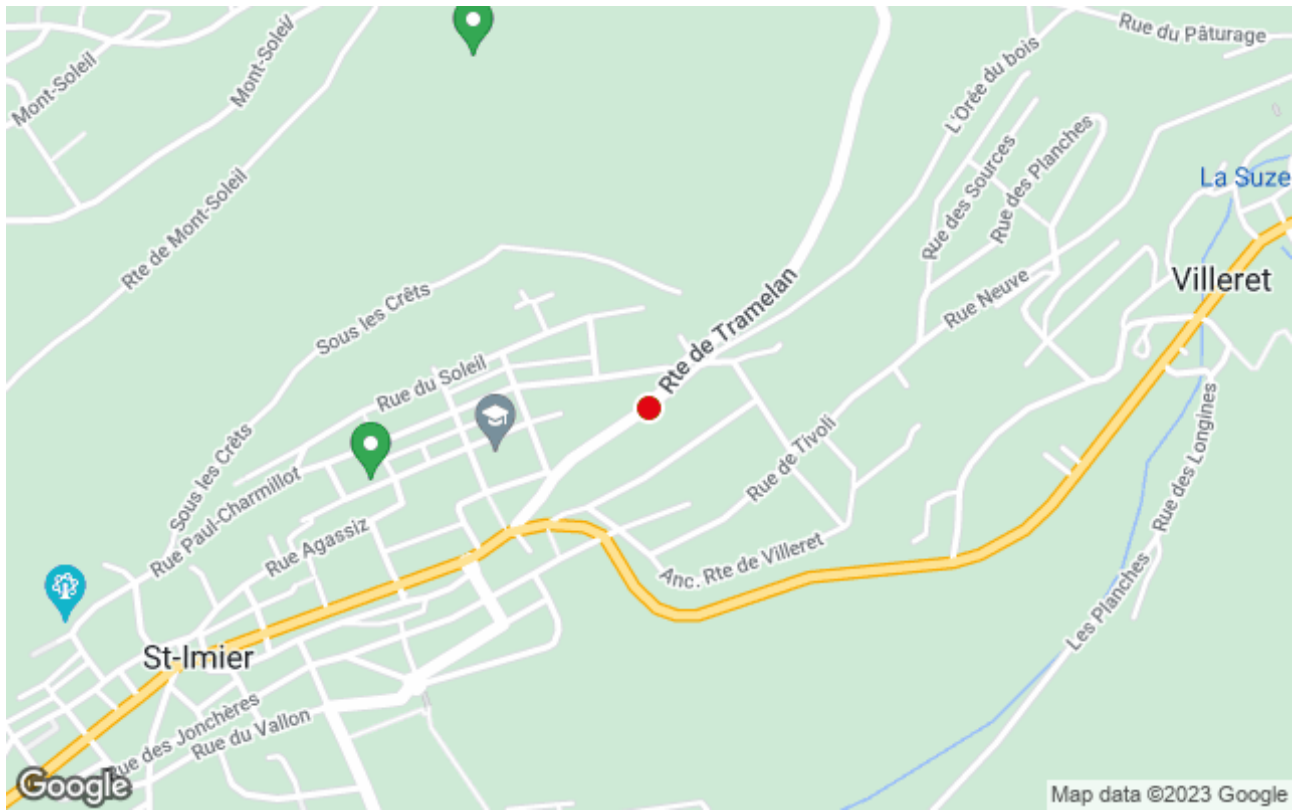 Rue du Pâturage
Mont-Soleil
Mont-Soleil
L'Orée du bois
Rue des Sources
Rue des Planches
La Suze
Rte de Mont-Soleil
Villeret
Sous les Crêts
Rte de Tramelan
Rue Neuve
Rue du Soleil
Sous les Crêts
Rue Paul-Charmillot
Rue de Tivoli
Rue des Longines
Rue Agassiz
Anc. Rte de Villeret
Les Planches
St-Imier
Rue des Jonchères
Rue du Vallon
Google
Map data ©2023 Google